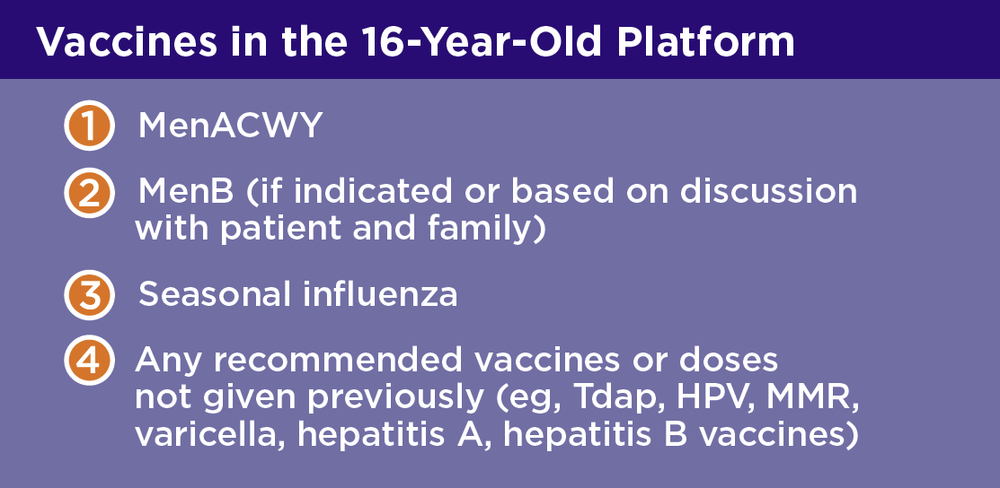 Vaccines in the 16-Year-Old Platform
1 MenACWY
2 MenB (if indicated or based on discussion
with patient and family)
3 Seasonal influenza
4 Any recommended vaccines or doses
not given previously (eg, Tdap, HPV, MMR,
varicella, hepatitis A, hepatitis B vaccines)